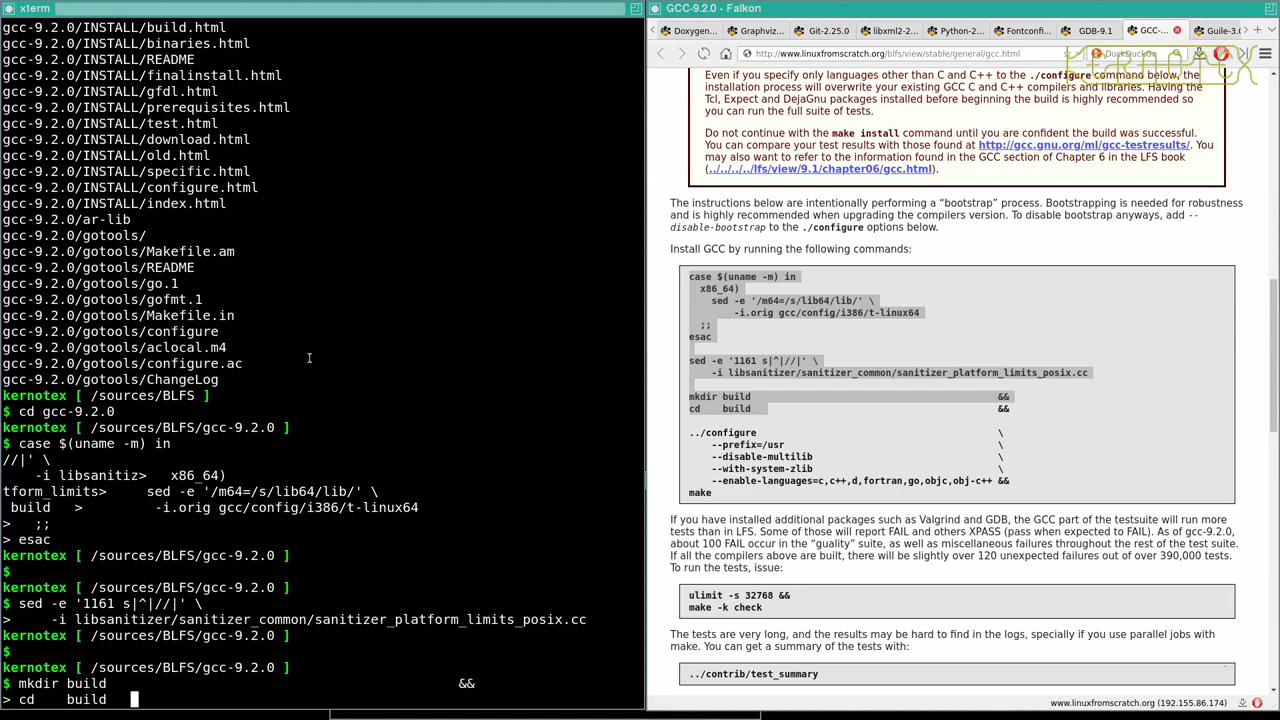 xterm
gcc-9.2.0/INSTALL/build.html
gcc-9.2.0/INSTALL/binaries.html
gcc-9.2.0/INSTALL/README
gcc-9.2.0/INSTALL/finalinstall.html
gcc-9.2.0/INSTALL/gfdl.html
gcc-9.2.0/INSTALL/prerequisites.html
gcc-9.2.0/INSTALL/test.html
gcc-9.2.0/INSTALL/download.html
gcc-9.2.0/INSTALL/old.html
gcc-9.2.0/INSTALL/specific.html
gcc-9.2.0/INSTALL/configure.html
gcc-9.2.0/INSTALL/index.html
gcc-9.2.0/ar-lib
gcc-9.2.0/gotools/
gcc-9.2.0/gotools/Makefile.am
gcc-9.2.0/gotools/README
gcc-9.2.0/gotools/go.1
gcc-9.2.0/gotools/gofmt.1
gcc-9.2.0/gotools/Makefile.in
gcc-9.2.0/gotools/configure
gcc-9.2.0/gotools/aclocal.m4
gcc-9.2.0/gotools/configure.ac
gcc-9.2.0/gotools/ChangeLog
kernotex [ /sources/BLFS ]
$ cd gcc-9.2.0
kernotex [ /sources/BLFS/gcc-9.2.0 ]
$ case $(uname -m) in
//|' \
    -i libsanitiz>   x86_64)
tform_limits>     sed -e '/m64=/s/lib64/lib/' \
 build   >         -i.orig gcc/config/i386/t-linux64
>   ;;
> esac
kernotex [ /sources/BLFS/gcc-9.2.0 ]
$
kernotex [ /sources/BLFS/gcc-9.2.0 ]
$ sed -e '1161 s|^|//|' \
>     -i libsanitizer/sanitizer_common/sanitizer_platform_limits_posix.cc
kernotex [ /sources/BLFS/gcc-9.2.0 ]
$
kernotex [ /sources/BLFS/gcc-9.2.0 ]
$ mkdir build                                            &&
> cd    build
GCC-9.2.0 - Falkon
Doxygen... Graphviz... Git-2.25.0 libxml2-... Python-2... Fontconfi... GDB-9.1 GCC-... Guile-3.0
http://www.linuxfromscratch.org/blfs/view/stable/general/gcc.html DuckDuckGo
KERNOTEX
Even if you specify only languages other than C and C++ to the ./configure command below, the
installation process will overwrite your existing GCC C and C++ compilers and libraries. Having the
Tcl, Expect and DejaGnu packages installed before beginning the build is highly recommended so
you can run the full suite of tests.
Do not continue with the make install command until you are confident the build was successful.
You can compare your test results with those found at http://gcc.gnu.org/ml/gcc-testresults/. You
may also want to refer to the information found in the GCC section of Chapter 6 in the LFS book
(../../../../lfs/view/9.1/chapter06/gcc.html).
The instructions below are intentionally performing a “bootstrap” process. Bootstrapping is needed for robustness
and is highly recommended when upgrading the compilers version. To disable bootstrap anyways, add --
disable-bootstrap to the ./configure options below.
Install GCC by running the following commands:
case $(uname -m) in
  x86_64)
    sed -e '/m64=/s/lib64/lib/' \
        -i.orig gcc/config/i386/t-linux64
  ;;
esac
sed -e '1161 s|^|//|' \
    -i libsanitizer/sanitizer_common/sanitizer_platform_limits_posix.cc
mkdir build                                            &&
cd    build                                            &&
../configure                                           \
    --prefix=/usr                                      \
    --disable-multilib                                 \
    --with-system-zlib                                 \
    --enable-languages=c,c++,d,fortran,go,objc,obj-c++ &&
make
If you have installed additional packages such as Valgrind and GDB, the GCC part of the testsuite will run more
tests than in LFS. Some of those will report FAIL and others XPASS (pass when expected to FAIL). As of gcc-9.2.0,
about 100 FAIL occur in the “guality” suite, as well as miscellaneous failures throughout the rest of the test suite.
If all the compilers above are built, there will be slightly over 120 unexpected failures out of over 390,000 tests.
To run the tests, issue:
ulimit -s 32768 &&
make -k check
The tests are very long, and the results may be hard to find in the logs, specially if you use parallel jobs with
make. You can get a summary of the tests with:
../contrib/test_summary
www.linuxfromscratch.org (192.155.86.174)